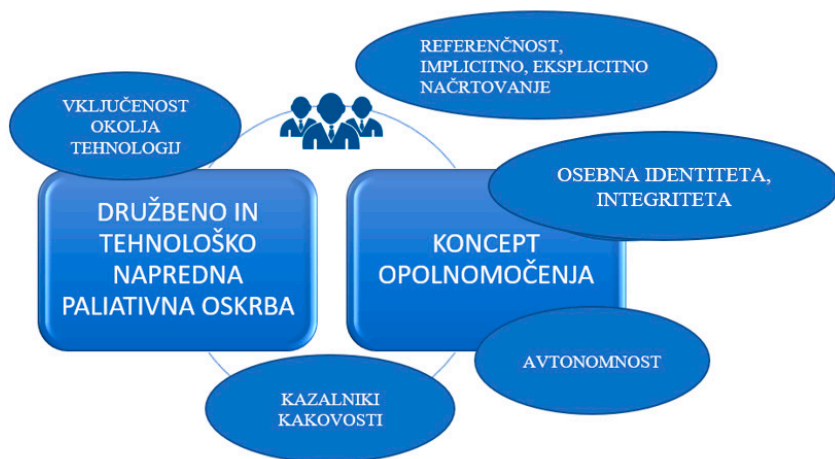 REFERENČNOST,
IMPLICITNO, EKSPLICITNO
NAČRTOVANJE
VKLJUČENOST
OKOLJA
TEHNOLOGIJ
OSEBNA IDENTITETA,
INTEGRITETA
DRUŽBENO IN
TEHNOLOŠKO
NAPREDNA
PALIATIVNA OSKRBA
KONCEPT
OPOLNOMOČENJA
AVTONOMNOST
KAZALNIKI
KAKOVOSTI